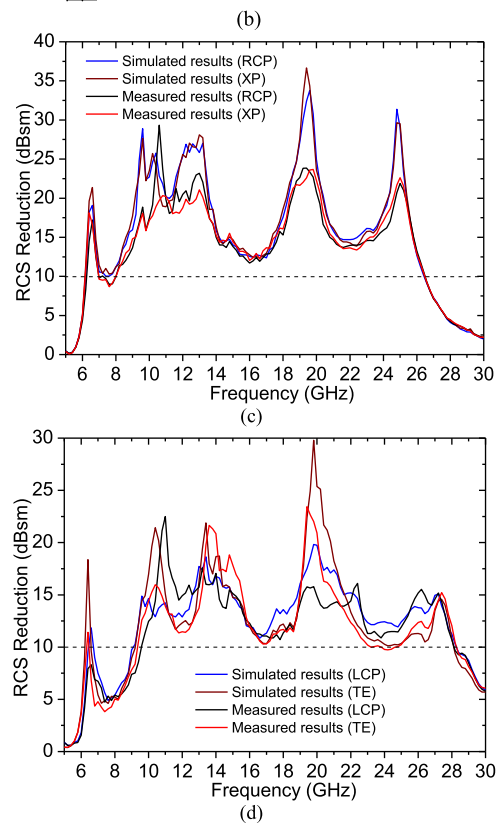 (b)
40
35
30
25
20
15
10
5
0
RCS Reduction (dBsm)
Simulated results (RCP)
Simulated results (XP)
Measured results (RCP)
Measured results (XP)
6 8 10 12 14 16 18 20 22 24 26 28 30
Frequency (GHz)
(c)
30
25
20
15
10
5
0
RCS Reduction (dBsm)
Simulated results (LCP)
Simulated results (TE)
Measured results (LCP)
Measured results (TE)
6 8 10 12 14 16 18 20 22 24 26 28 30
Frequency (GHz)
(d)